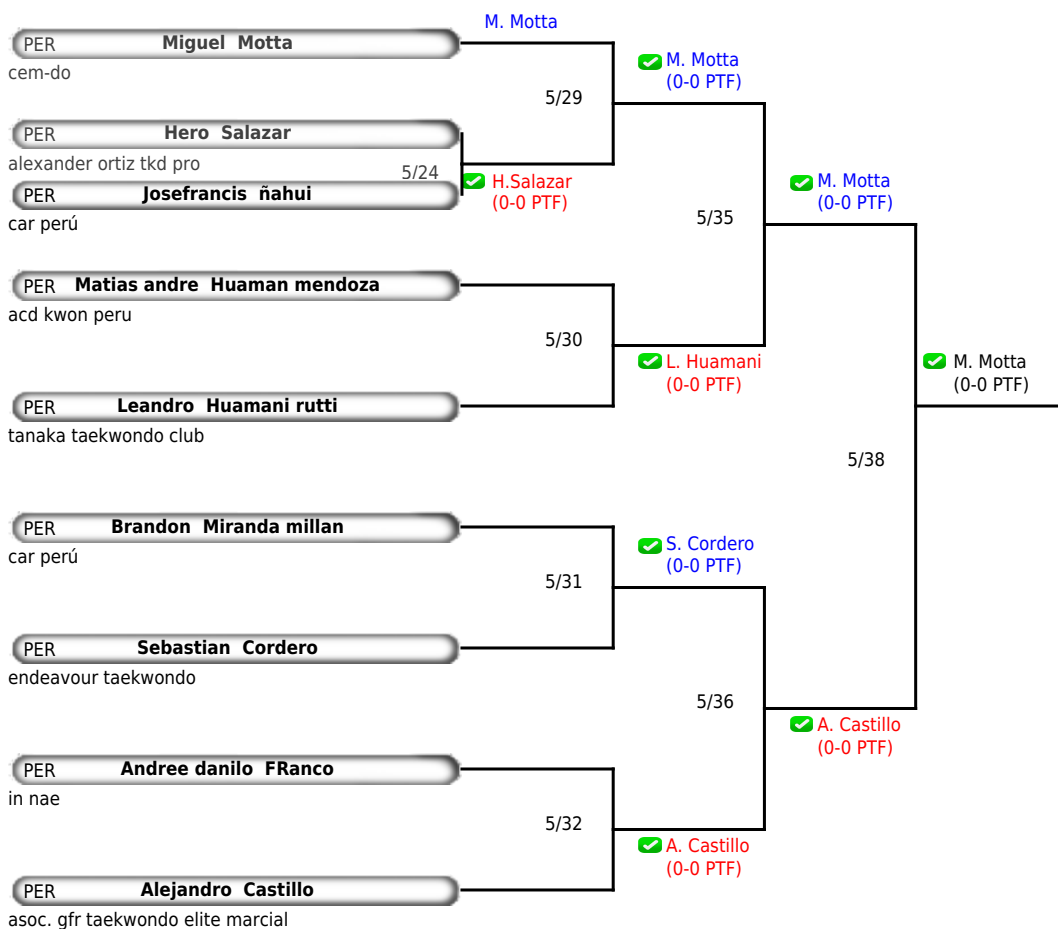 M. Motta
PER Miguel Motta
cem-do
M. Motta
(0-0 PTF)
5/29
PER Hero Salazar
alexander ortiz tkd pro
5/24
H.Salazar
(0-0 PTF)
PER Josefrancis ñahui
car perú
M. Motta
(0-0 PTF)
5/35
PER Matias andre Huaman mendoza
acd kwon peru
5/30
L. Huamani
(0-0 PTF)
M. Motta
(0-0 PTF)
PER Leandro Huamani rutti
tanaka taekwondo club
5/38
PER Brandon Miranda millan
car perú
S. Cordero
(0-0 PTF)
5/31
PER Sebastian Cordero
endeavour taekwondo
5/36
A. Castillo
(0-0 PTF)
PER Andree danilo FRanco
in nae
5/32
A. Castillo
(0-0 PTF)
PER Alejandro Castillo
asoc. gfr taekwondo elite marcial